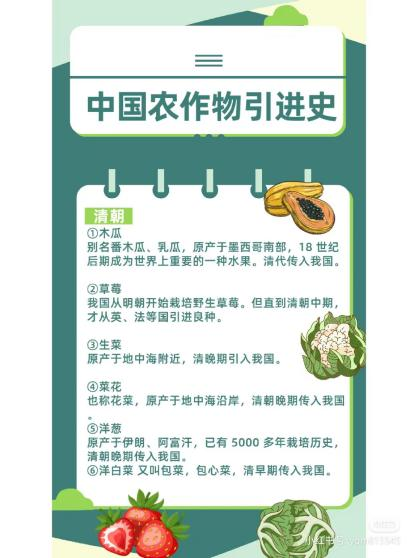 中国农作物引进史
清朝
①木瓜
别名番木瓜、乳瓜，原产于墨西哥南部，18 世纪
后期成为世界上重要的一种水果。清代传入我国。
②草莓
我国从明朝开始栽培野生草莓。但直到清朝中期，
才从英、法等国引进良种。
③生菜
原产于地中海附近，清晚期引入我国。
④菜花
也称花菜，原产于地中海沿岸，清朝晚期传入我国
。
⑤洋葱
原产于伊朗、阿富汗，已有 5000 多年栽培历史，
清朝晚期传入我国。
⑥洋白菜 又叫包菜，包心菜，清早期传入我国。
小红书